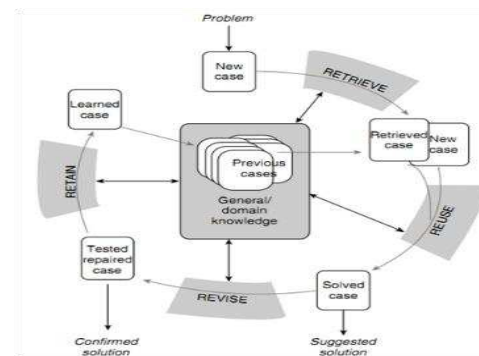 Problem
New
case
RETRIEVE
Learned
case
Retrieved
case
New
case
Previous
cases
General/
domain
knowledge
RETAIN
REUSE
Tested
repaired
case
REVISE
Solved
case
Confirmed
solution
Suggested
solution